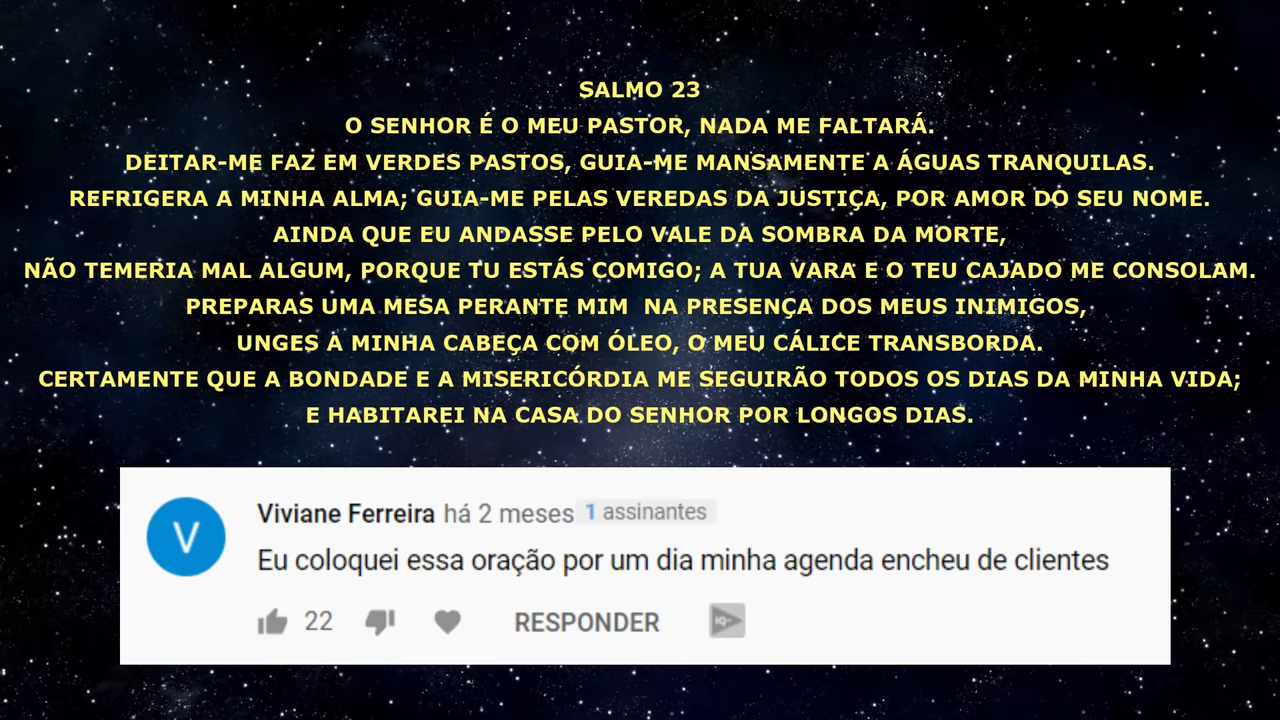 SALMO 23
O SENHOR É O MEU PASTOR, NADA ME FALTARÁ.
DEITAR-ME FAZ EM VERDES PASTOS, GUIA-ME MANSAMENTE A ÁGUAS TRANQUILAS.
REFRIGERA A MINHA ALMA; GUIA-ME PELAS VEREDAS DA JUSTIÇA, POR AMOR DO SEU NOME.
AINDA QUE EU ANDASSE PELO VALE DA SOMBRA DA MORTE,
NÃO TEMERIA MAL ALGUM, PORQUE TU ESTÁS COMIGO; A TUA VARA E O TEU CAJADO ME CONSOLAM.
PREPARAS UMA MESA PERANTE MIM  NA PRESENÇA DOS MEUS INIMIGOS,
UNGES A MINHA CABEÇA COM ÓLEO, O MEU CÁLICE TRANSBORDA.
CERTAMENTE QUE A BONDADE E A MISERICÓRDIA ME SEGUIRÃO TODOS OS DIAS DA MINHA VIDA;
E HABITAREI NA CASA DO SENHOR POR LONGOS DIAS.
V
Viviane Ferreira há 2 meses 1 assinantes
Eu coloquei essa oração por um dia minha agenda encheu de clientes
22 RESPONDER